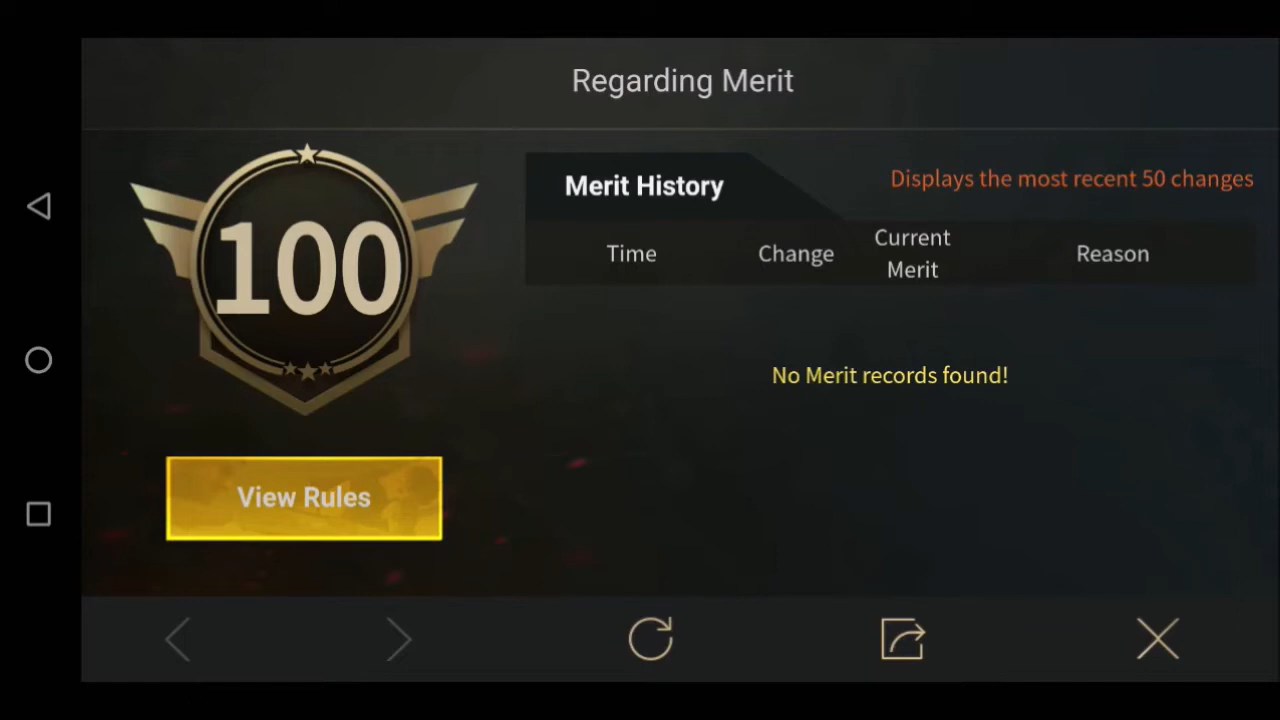 Regarding Merit
100
View Rules
Merit History
Displays the most recent 50 changes
Time
Change
Current
Merit
Reason
No Merit records found!